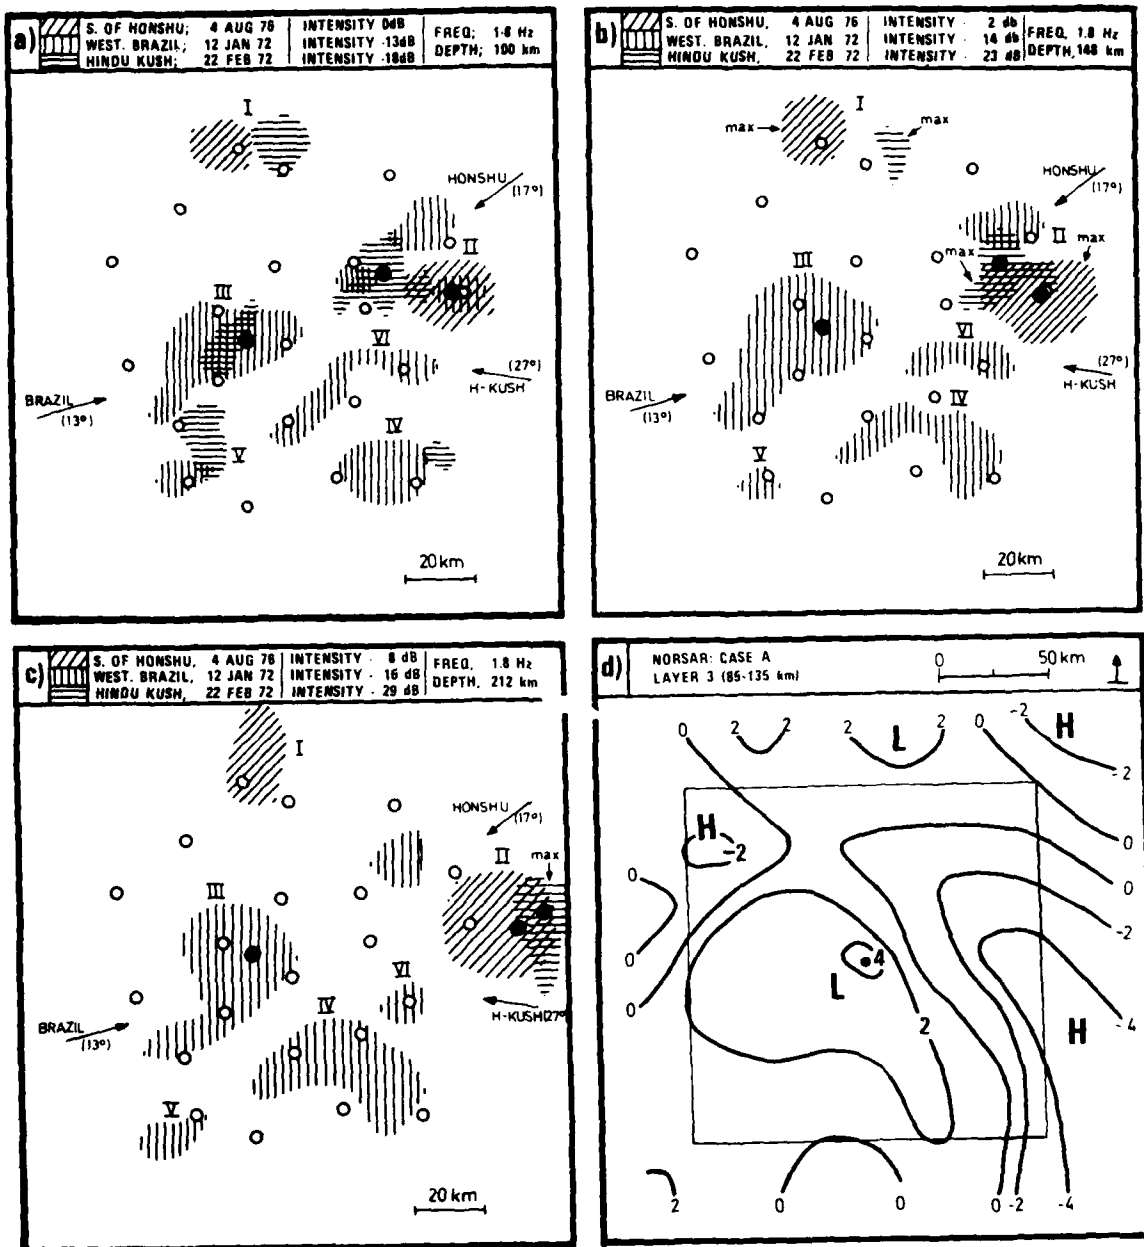 a) S. OF HONSHU; 4 AUG 76 INTENSITY 0dB FREQ; 1·8 Hz
WEST. BRAZIL; 12 JAN 72 INTENSITY -13dB DEPTH; 100 km
HINDU KUSH; 22 FEB 72 INTENSITY -18dB
I
HONSHU
(17°)
II
III
VI
(27°)
H-KUSH
BRAZIL
(13°)
IV
V
20 km
b) S. OF HONSHU, 4 AUG 76 INTENSITY · 2 db FREQ, 1.8 Hz
WEST. BRAZIL, 12 JAN 72 INTENSITY · 14 db DEPTH, 148 km
HINDU KUSH, 22 FEB 72 INTENSITY · 23 dB
I
max
max
HONSHU
(17°)
II
max
max
III
VI
(27°)
H-KUSH
BRAZIL
(13°)
IV
V
20 km
c) S. OF HONSHU, 4 AUG 76 INTENSITY · 8 dB FREQ, 1.8 Hz
WEST. BRAZIL, 12 JAN 72 INTENSITY · 16 dB DEPTH, 212 km
HINDU KUSH, 22 FEB 72 INTENSITY · 29 dB
I
HONSHU
(17°)
II
max
III
VI
IV
H-KUSH(27°
BRAZIL
(13°)
V
20 km
d) NORSAR: CASE A
LAYER 3 (85-135 km)
0 50 km
0 2 2 2 L 2 0 -2 H
-2
H
-2
0
0
0
-2
4
L
0
0
2
H
-4
2 0 0 0 -2 -4